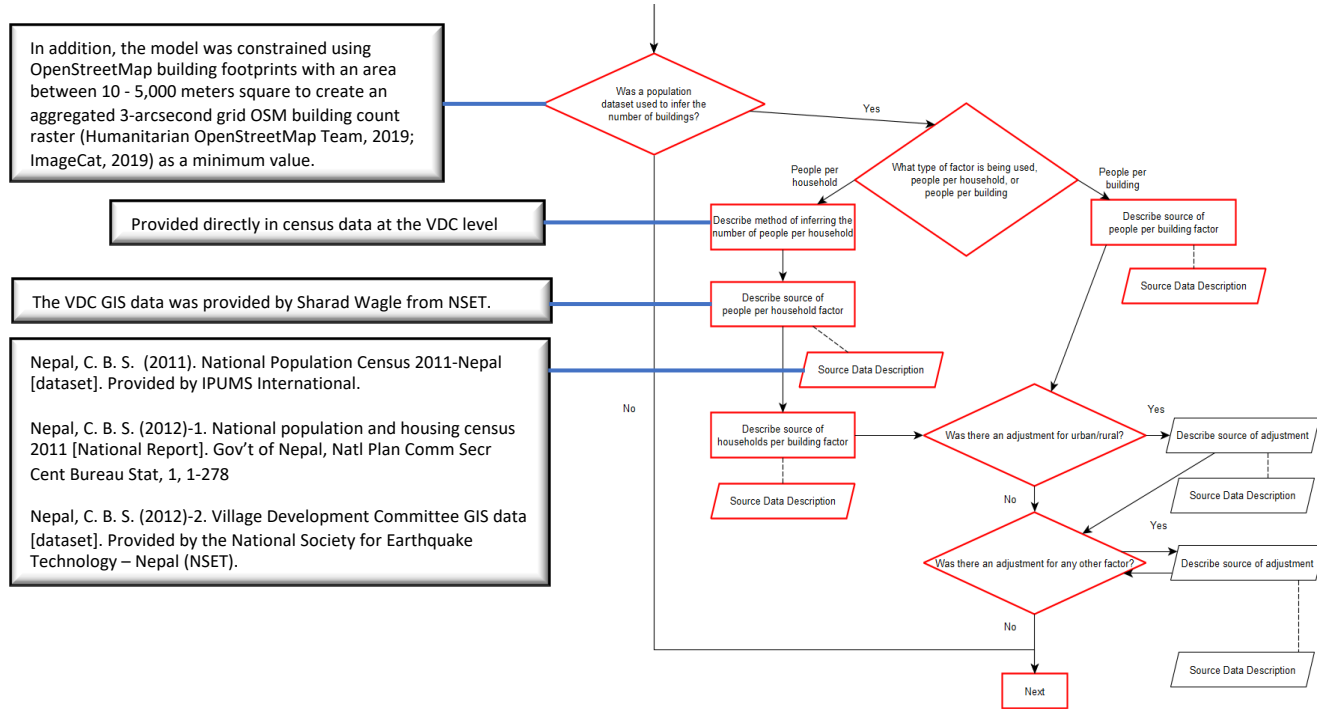 In addition, the model was constrained using
OpenStreetMap building footprints with an area
between 10 - 5,000 meters square to create an
aggregated 3-arcsecond grid OSM building count
raster (Humanitarian OpenStreetMap Team, 2019;
ImageCat, 2019) as a minimum value.
Was a population
dataset used to infer the
number of buildings?
Yes
What type of factor is being used,
people per household, or
people per building
People per
household
People per
building
Provided directly in census data at the VDC level
Describe method of inferring the
number of people per household
Describe source of
people per building factor
Source Data Description
The VDC GIS data was provided by Sharad Wagle from NSET.
Describe source of
people per household factor
Nepal, C. B. S. (2011). National Population Census 2011-Nepal
[dataset]. Provided by IPUMS International.
Nepal, C. B. S. (2012)-1. National population and housing census
2011 [National Report]. Gov't of Nepal, Natl Plan Comm Secr
Cent Bureau Stat, 1, 1-278
Nepal, C. B. S. (2012)-2. Village Development Committee GIS data
[dataset]. Provided by the National Society for Earthquake
Technology – Nepal (NSET).
Source Data Description
No
Describe source of
households per building factor
Source Data Description
Was there an adjustment for urban/rural?
Yes
Describe source of adjustment
Source Data Description
No
Was there an adjustment for any other factor?
Yes
Describe source of adjustment
Source Data Description
No
Next